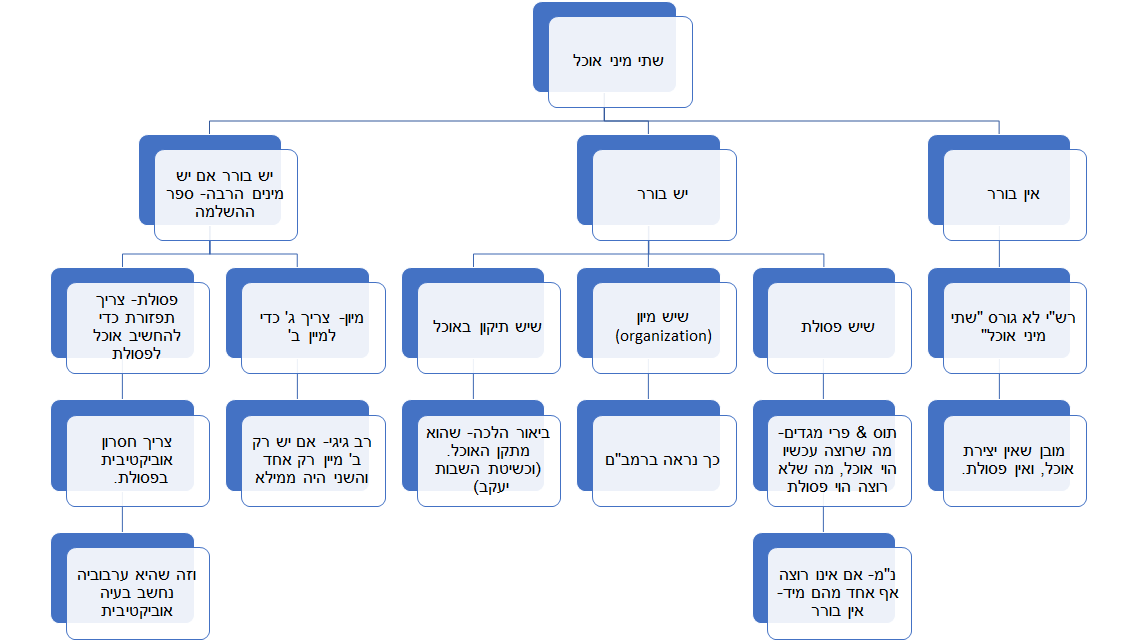 שתי מיני אוכל
אין בורר
יש בורר
יש בורר אם יש
מינים הרבה- ספר
ההשלמה
רש"י לא גורס "שתי
מיני אוכל"
שיש פסולת
שיש מיון
(organization)
שיש תיקון באוכל
מיון- צריך ג' כדי
למיין ב'
פסולת- צריך
תפזורת כדי
להחשיב אוכל
לפסולת
מובן שאין יצירת
אוכל, ואין פסולת.
תוס & פרי מגדים-
מה שרוצה עכשיו
הוי אוכל, מה שלא
רוצה הוי פסולת
כך נראה ברמב"ם
ביאור הלכה- שהוא
מתקן האוכל.
(וכשיטת השבות
יעקב)
רב גיגי- אם יש רק
ב' מיין רק אחד
והשני היה ממילא
צריך חסרון
אוביקטיבית
בפסולת.
נ"מ- אם אינו רוצה
אף אחד מהם מיד-
אין בורר
וזה שהיא ערבוביה
נחשב בעיה
אוביקטיבית